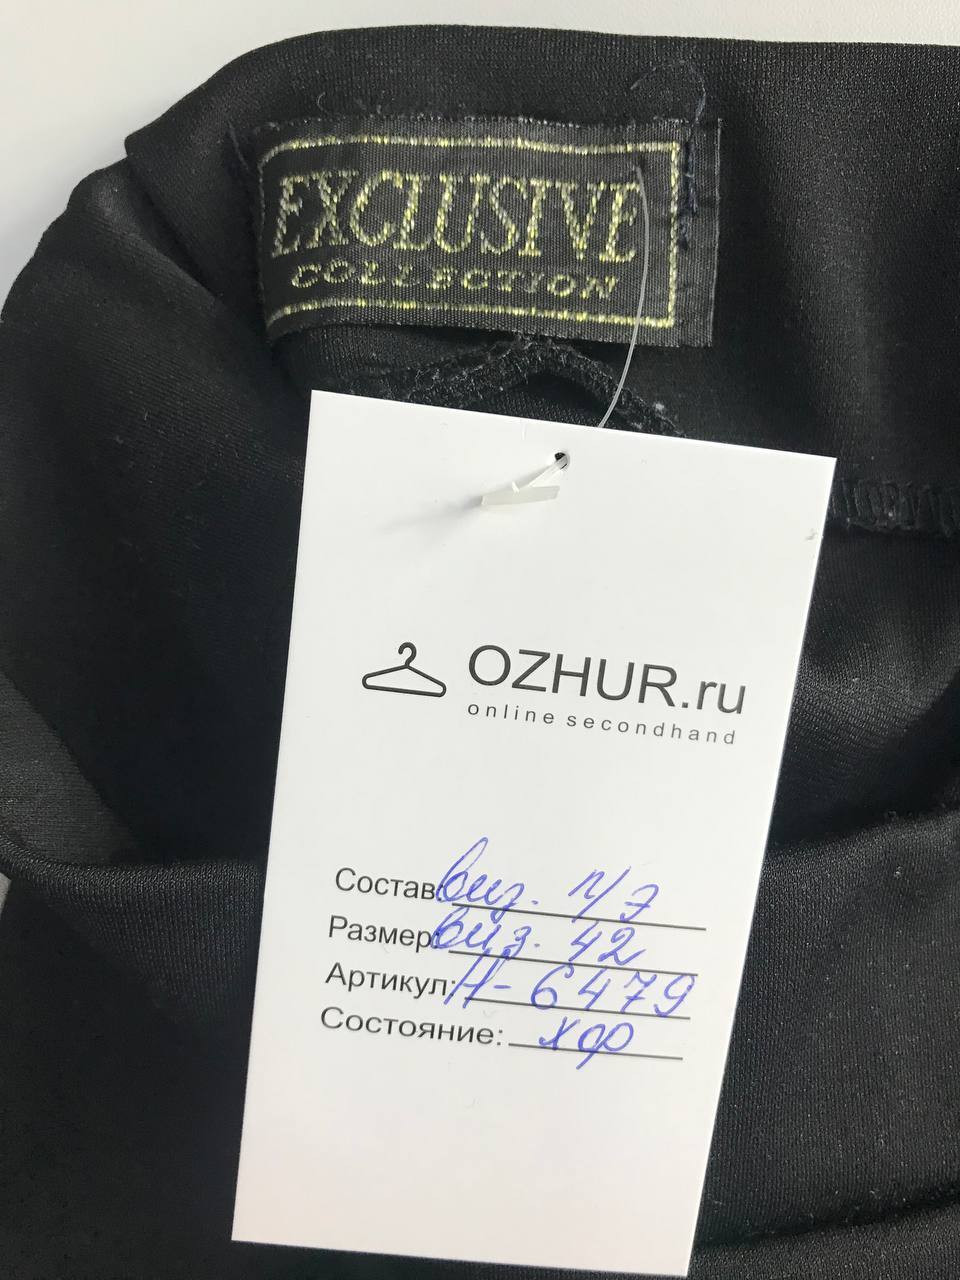 EXCLUSIVE
COLLECTION
OZHUR.ru
online secondhand
Состав: виз. п/э
Размер: виз. 42
Артикул: Н-6479
Состояние: хор